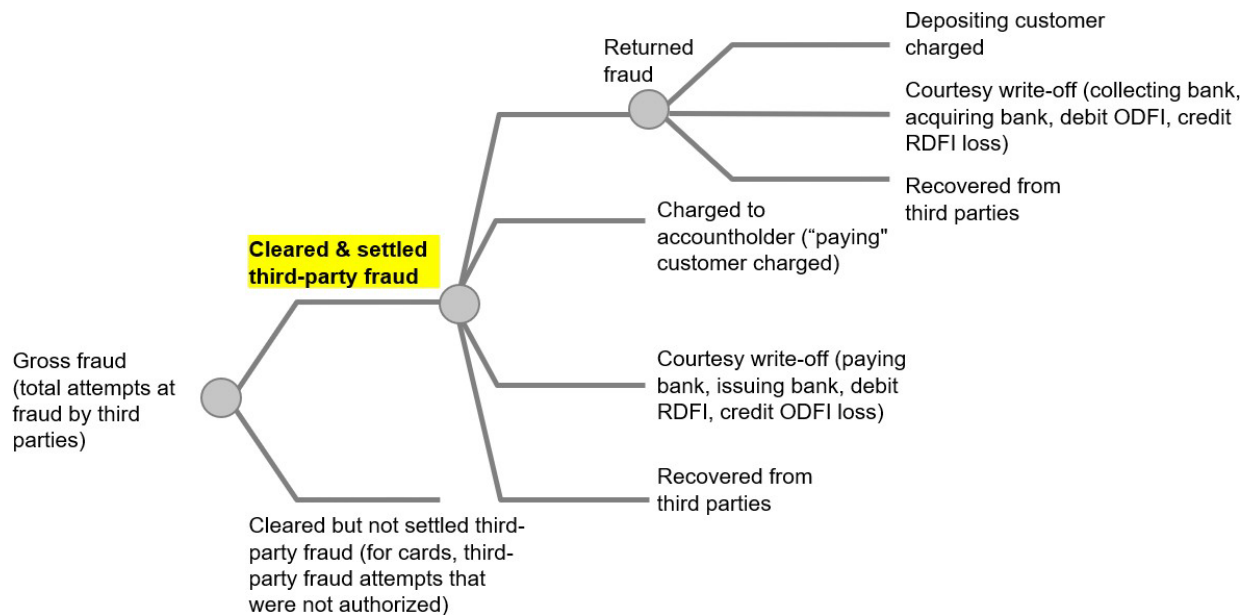 Depositing customer
charged
Returned
fraud
Courtesy write-off (collecting bank,
acquiring bank, debit ODFI, credit
RDFI loss)
Recovered from
third parties
Charged to
accountholder (“paying"
customer charged)
Cleared & settled
third-party fraud
Gross fraud
(total attempts at
fraud by third
parties)
Courtesy write-off (paying
bank, issuing bank, debit
RDFI, credit ODFI loss)
Recovered from
third parties
Cleared but not settled third-
party fraud (for cards, third-
party fraud attempts that
were not authorized)